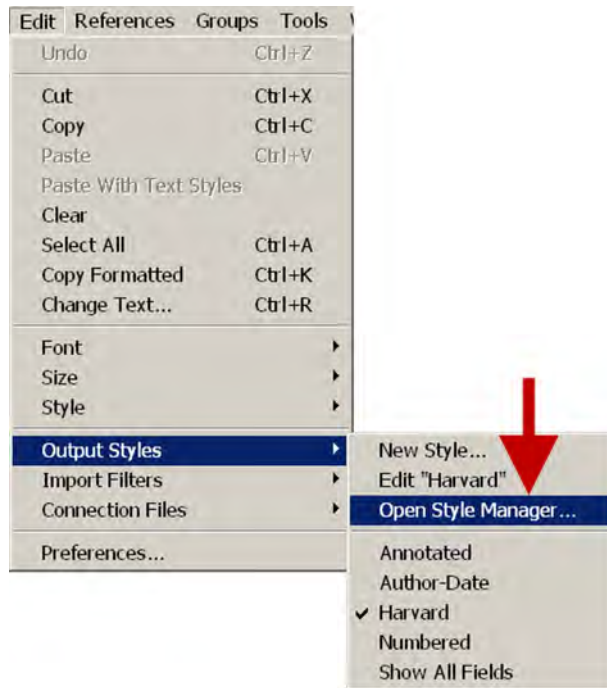 Edit References Groups Tools
Undo Ctrl+Z
Cut Ctrl+X
Copy Ctrl+C
Paste Ctrl+V
Paste With Text Styles
Clear
Select All Ctrl+A
Copy Formatted Ctrl+K
Change Text... Ctrl+R
Font
Size
Style
Output Styles
Import Filters
Connection Files
Preferences...
New Style...
Edit "Harvard"
Open Style Manager...
Annotated
Author-Date
Harvard
Numbered
Show All Fields